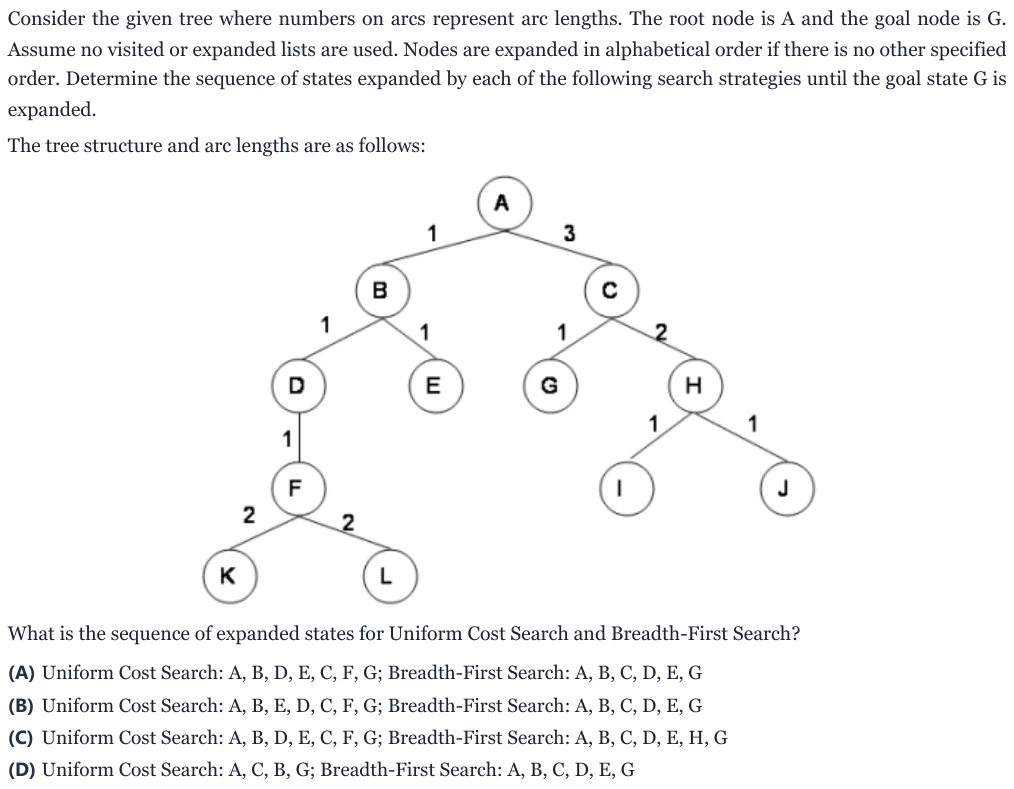 Consider the given tree where numbers on arcs represent arc lengths. The root node is A and the goal node is G.
Assume no visited or expanded lists are used. Nodes are expanded in alphabetical order if there is no other specified
order. Determine the sequence of states expanded by each of the following search strategies until the goal state G is
expanded.
The tree structure and arc lengths are as follows:
A
1 3
B C
1 1 1 2
D E G H
1 1 1
F I J
2 2
K L
What is the sequence of expanded states for Uniform Cost Search and Breadth-First Search?
(A) Uniform Cost Search: A, B, D, E, C, F, G; Breadth-First Search: A, B, C, D, E, G
(B) Uniform Cost Search: A, B, E, D, C, F, G; Breadth-First Search: A, B, C, D, E, G
(C) Uniform Cost Search: A, B, D, E, C, F, G; Breadth-First Search: A, B, C, D, E, H, G
(D) Uniform Cost Search: A, C, B, G; Breadth-First Search: A, B, C, D, E, G